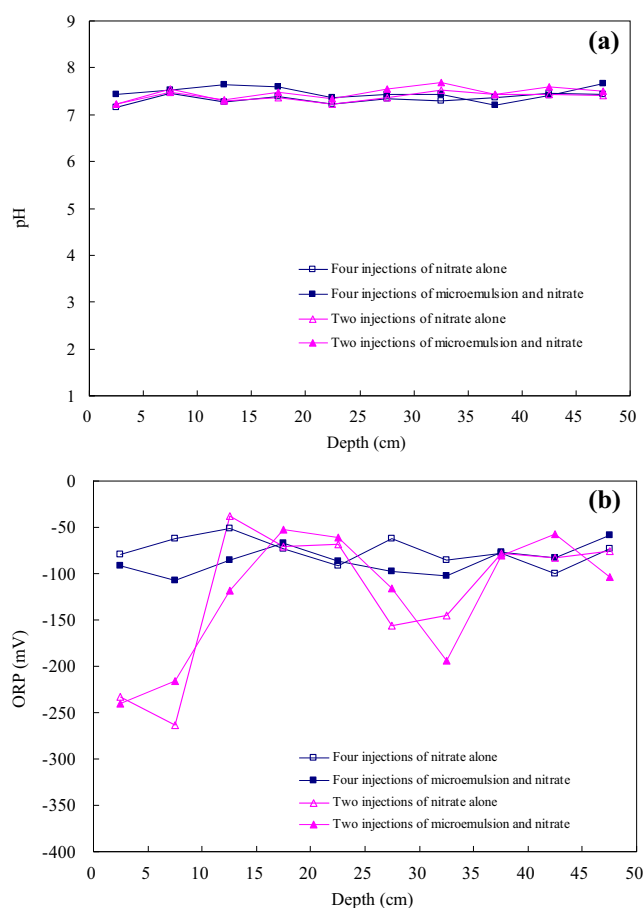 (a)
9
8
7
6
5
4
3
2
1
pH
Four injections of nitrate alone
Four injections of microemulsion and nitrate
Two injections of nitrate alone
Two injections of microemulsion and nitrate
0 5 10 15 20 25 30 35 40 45 50
Depth (cm)
(b)
0
-50
-100
-150
-200
-250
-300
-350
-400
ORP (mV)
Four injections of nitrate alone
Four injections of microemulsion and nitrate
Two injections of nitrate alone
Two injections of microemulsion and nitrate
0 5 10 15 20 25 30 35 40 45 50
Depth (cm)